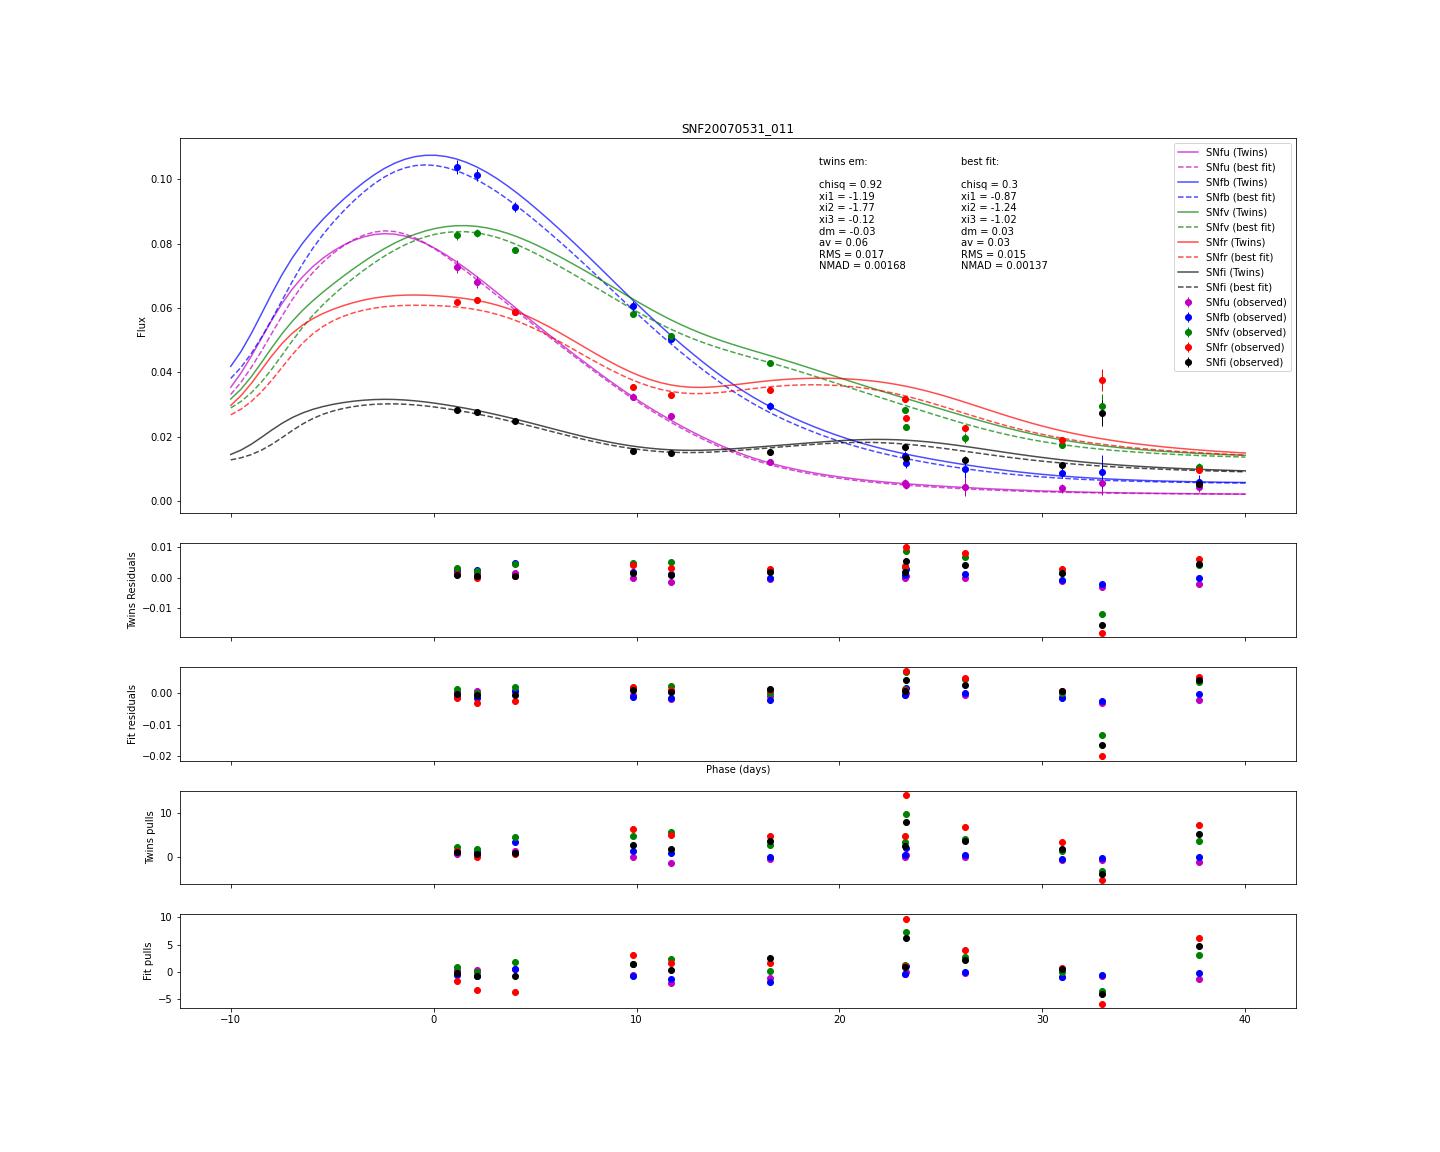 SNF20070531_011
twins em:
chisq = 0.92
xi1 = -1.19
xi2 = -1.77
xi3 = -0.12
dm = -0.03
av = 0.06
RMS = 0.017
NMAD = 0.00168
best fit:
chisq = 0.3
xi1 = -0.87
xi2 = -1.24
xi3 = -1.02
dm = 0.03
av = 0.03
RMS = 0.015
NMAD = 0.00137
SNfu (Twins)
SNfu (best fit)
SNfb (Twins)
SNfb (best fit)
SNfv (Twins)
SNfv (best fit)
SNfr (Twins)
SNfr (best fit)
SNfi (Twins)
SNfi (best fit)
SNfu (observed)
SNfb (observed)
SNfv (observed)
SNfr (observed)
SNfi (observed)
Flux
0.10
0.08
0.06
0.04
0.02
0.00
Twins Residuals
0.01
0.00
−0.01
Fit residuals
0.00
−0.01
−0.02
Phase (days)
Twins pulls
10
0
Fit pulls
10
5
0
−5
−10
0
10
20
30
40